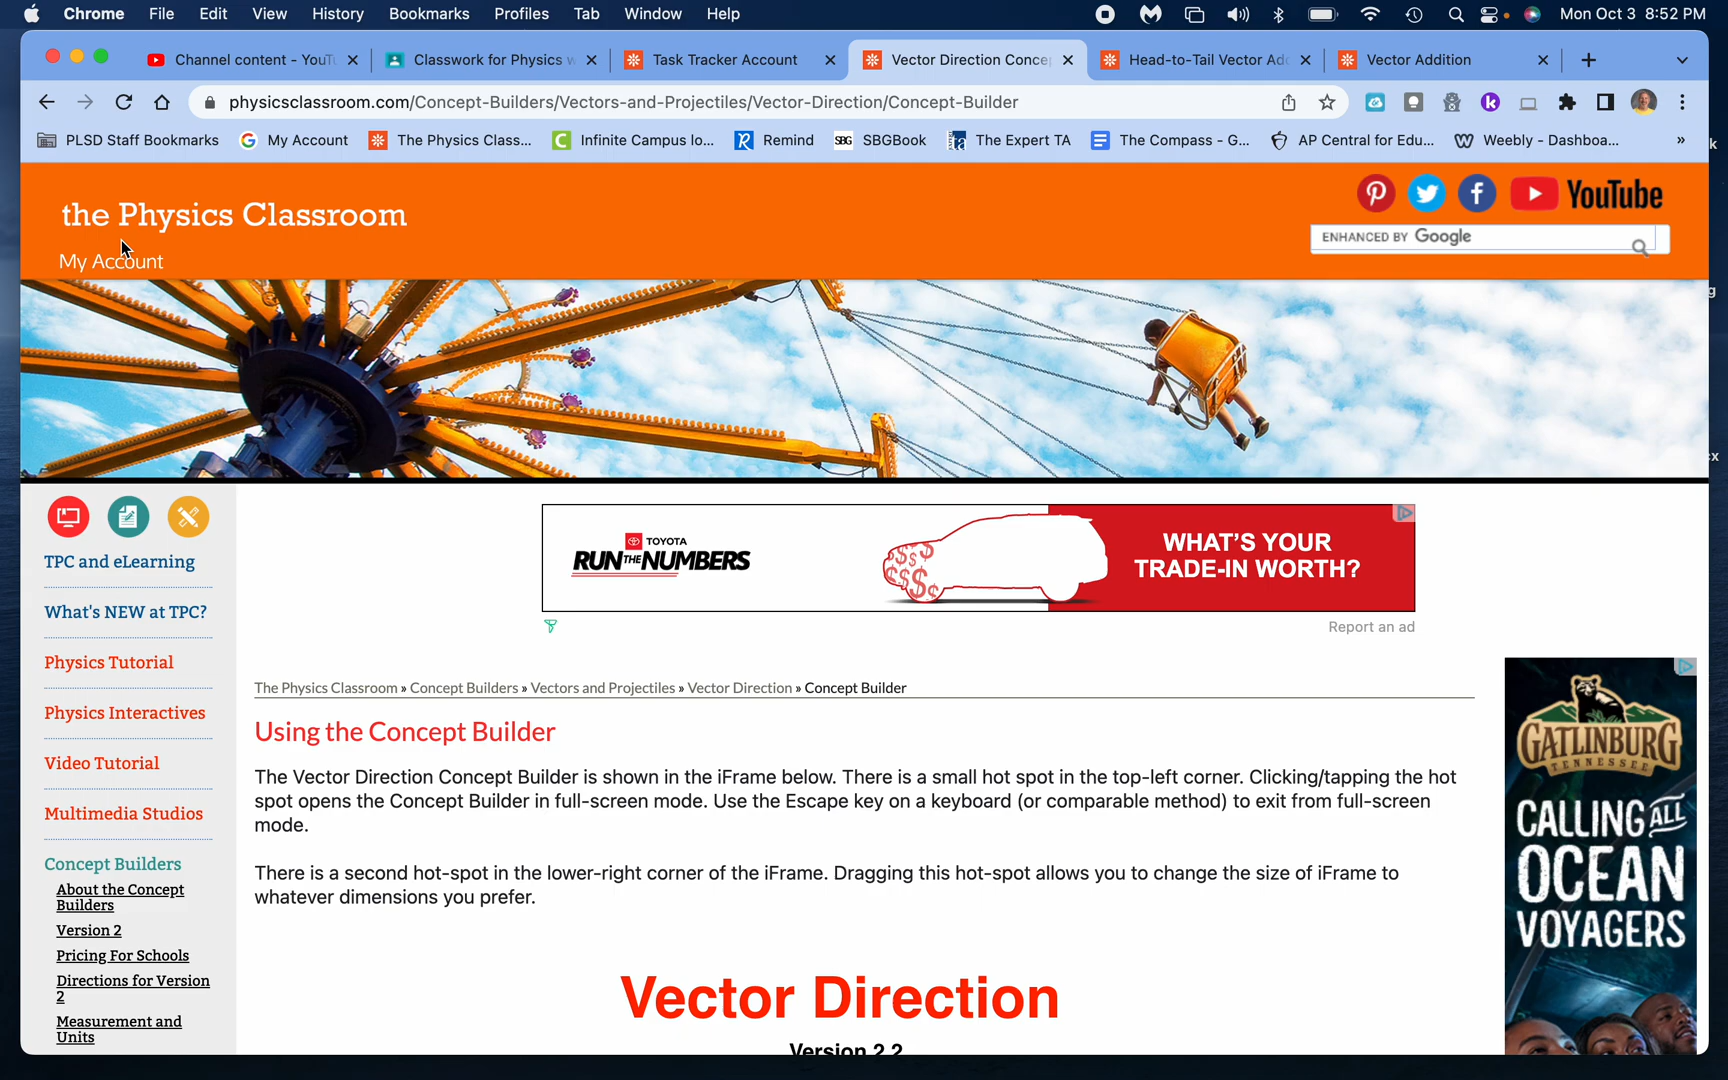 Chrome File Edit View History Bookmarks Profiles Tab Window Help Mon Oct 3 8:52 PM
Channel content - YouTu Classwork for Physics Task Tracker Account Vector Direction Conce Head-to-Tail Vector Ad Vector Addition
physicsclassroom.com/Concept-Builders/Vectors-and-Projectiles/Vector-Direction/Concept-Builder
PLSD Staff Bookmarks My Account The Physics Class... Infinite Campus lo... Remind SBG SBGBook The Expert TA The Compass - G... AP Central for Edu... Weebly - Dashboa... »
the Physics Classroom
My Account
YouTube
ENHANCED BY Google
TOYOTA
RUN THE NUMBERS
WHAT'S YOUR
TRADE-IN WORTH?
Report an ad
TPC and eLearning
What's NEW at TPC?
Physics Tutorial
Physics Interactives
Video Tutorial
Multimedia Studios
Concept Builders
About the Concept
Builders
Version 2
Pricing For Schools
Directions for Version
2
Measurement and
Units
The Physics Classroom » Concept Builders » Vectors and Projectiles » Vector Direction » Concept Builder
Using the Concept Builder
The Vector Direction Concept Builder is shown in the iFrame below. There is a small hot spot in the top-left corner. Clicking/tapping the hot
spot opens the Concept Builder in full-screen mode. Use the Escape key on a keyboard (or comparable method) to exit from full-screen
mode.
There is a second hot-spot in the lower-right corner of the iFrame. Dragging this hot-spot allows you to change the size of iFrame to
whatever dimensions you prefer.
Vector Direction
Version 2.2
GATLINBURG
TENNESSEE
CALLING ALL
OCEAN
VOYAGERS